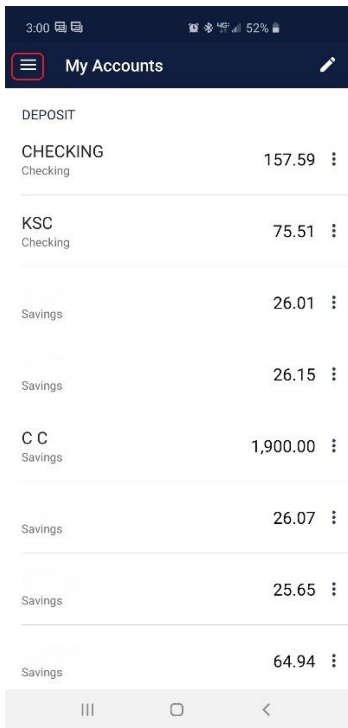 3:00 52%
My Accounts
DEPOSIT
CHECKING
Checking
157.59
KSC
Checking
75.51
Savings
26.01
Savings
26.15
C C
Savings
1,900.00
Savings
26.07
Savings
25.65
Savings
64.94